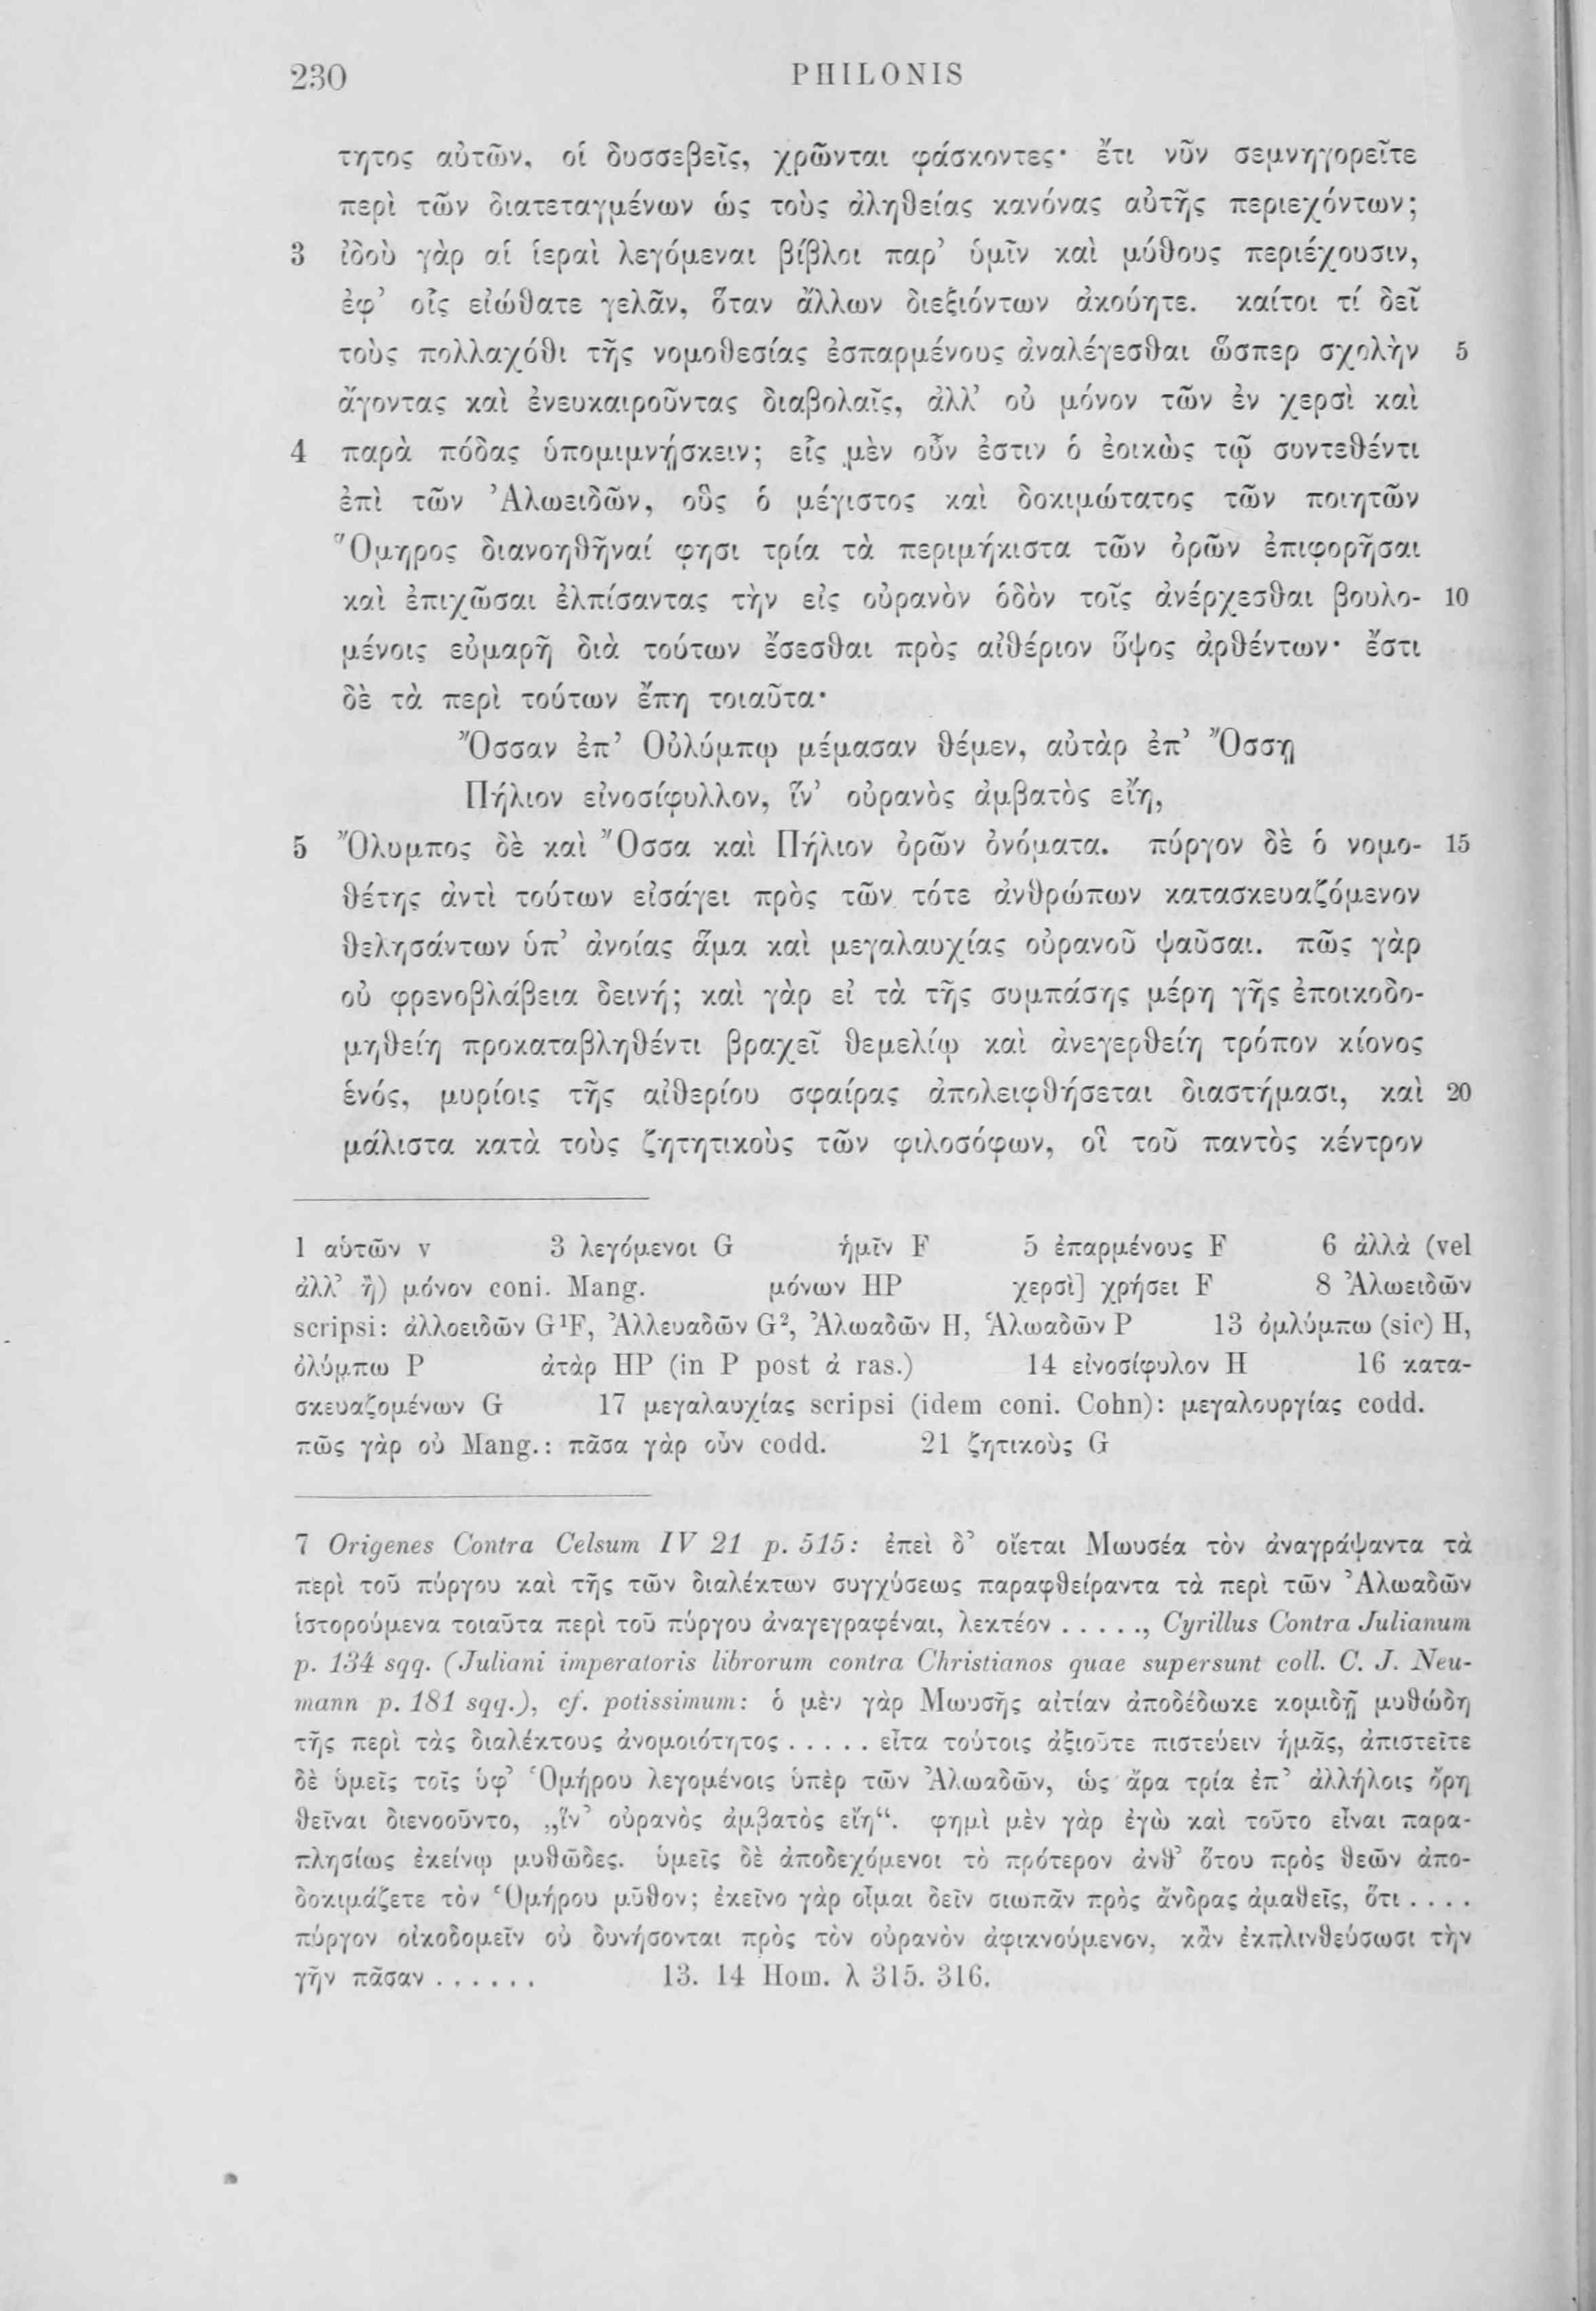 230
PHILONIS
τητος αὐτῶν, οἱ δυσσεβεῖς, χρῶνται φάσκοντες· ἔτι νῦν σεμνηγορεῖτε
περὶ τῶν διατεταγμένων ὡς τοὺς ἀληθείας κανόνας αὐτῆς περιεχόντων;
3 ἰδοὺ γὰρ αἱ ἱεραὶ λεγόμεναι βίβλοι παρ’ ὑμῖν καὶ μύθους περιέχουσιν,
ἐφ’ οἷς εἰώθατε γελᾶν, ὅταν ἄλλων διεξιόντων ἀκούητε. καίτοι τί δεῖ
τοὺς πολλαχόθι τῆς νομοθεσίας ἐσπαρμένους ἀναλέγεσθαι ὥσπερ σχολὴν 5
ἄγοντας καὶ ἐνευκαιροῦντας διαβολαῖς, ἀλλ’ οὐ μόνον τῶν ἐν χερσὶ καὶ
4 παρὰ πόδας ὑπομιμνῄσκειν; εἷς μὲν οὖν ἐστιν ὁ ἐοικὼς τῷ συντεθέντι
ἐπὶ τῶν Ἀλωειδῶν, οὓς ὁ μέγιστος καὶ δοκιμώτατος τῶν ποιητῶν
Ὅμηρος διανοηθῆναί φησι τρία τὰ περιμήκιστα τῶν ὀρῶν ἐπιφορῆσαι
καὶ ἐπιχῶσαι ἐλπίσαντας τὴν εἰς οὐρανὸν ὁδὸν τοῖς ἀνέρχεσθαι βουλο- 10
μένοις εὐμαρῆ διὰ τούτων ἔσεσθαι πρὸς αἰθέριον ὕψος ἀρθέντων· ἔστι
δὲ τὰ περὶ τούτων ἔπη τοιαῦτα·
Ὄσσαν ἐπ’ Οὐλύμπῳ μέμασαν θέμεν, αὐτὰρ ἐπ’ Ὄσσῃ
Πήλιον εἰνοσίφυλλον, ἵν’ οὐρανὸς ἀμβατὸς εἴη,
5 Ὄλυμπος δὲ καὶ Ὄσσα καὶ Πήλιον ὀρῶν ὀνόματα. πύργον δὲ ὁ νομο- 15
θέτης ἀντὶ τούτων εἰσάγει πρὸς τῶν τότε ἀνθρώπων κατασκευαζόμενον
θελησάντων ὑπ’ ἀνοίας ἅμα καὶ μεγαλαυχίας οὐρανοῦ ψαῦσαι. πῶς γὰρ
οὐ φρενοβλάβεια δεινή; καὶ γὰρ εἰ τὰ τῆς συμπάσης μέρη γῆς ἐποικοδο-
μηθείη προκαταβληθέντι βραχεῖ θεμελίῳ καὶ ἀνεγερθείη τρόπον κίονος
ἑνός, μυρίοις τῆς αἰθερίου σφαίρας ἀπολειφθήσεται διαστήμασι, καὶ 20
μάλιστα κατὰ τοὺς ζητητικοὺς τῶν φιλοσόφων, οἳ τοῦ παντὸς κέντρον
1 αὑτῶν v 3 λεγόμενοι G ἡμῖν F 5 ἐπαρμένους F 6 ἀλλὰ (vel
ἀλλ’ ἢ) μόνον coni. Mang. μόνων HP χερσὶ] χρήσει F 8 Ἀλωειδῶν
scripsi: ἀλλοειδῶν G¹F, Ἀλλευαδῶν G², Ἀλωαδῶν H, Ἁλωαδῶν P 13 ὀμλύμπω (sic) H,
ὀλύμπω P ἀτὰρ HP (in P post ἀ ras.) 14 εἰνοσίφυλον H 16 κατα-
σκευαζομένων G 17 μεγαλαυχίας scripsi (idem coni. Cohn): μεγαλουργίας codd.
πῶς γὰρ οὐ Mang.: πᾶσα γὰρ οὖν codd. 21 ζητικοὺς G
7 Origenes Contra Celsum IV 21 p. 515: ἐπεὶ δ’ οἴεται Μωυσέα τὸν ἀναγράψαντα τὰ
περὶ τοῦ πύργου καὶ τῆς τῶν διαλέκτων συγχύσεως παραφθείραντα τὰ περὶ τῶν Ἀλωαδῶν
ἱστορούμενα τοιαῦτα περὶ τοῦ πύργου ἀναγεγραφέναι, λεκτέον . . . . ., Cyrillus Contra Julianum
p. 134 sqq. (Juliani imperatoris librorum contra Christianos quae supersunt coll. C. J. Neu-
mann p. 181 sqq.), cf. potissimum: ὁ μὲν γὰρ Μωυσῆς αἰτίαν ἀποδέδωκε κομιδῇ μυθώδη
τῆς περὶ τὰς διαλέκτους ἀνομοιότητος . . . . . εἶτα τούτοις ἀξιοῦτε πιστεύειν ἡμᾶς, ἀπιστεῖτε
δὲ ὑμεῖς τοῖς ὑφ’ Ὁμήρου λεγομένοις ὑπὲρ τῶν Ἀλωαδῶν, ὡς ἄρα τρία ἐπ’ ἀλλήλοις ὄρη
θεῖναι διενοοῦντο, „ἵν’ οὐρανὸς ἀμβατὸς εἴη“. φημὶ μὲν γὰρ ἐγὼ καὶ τοῦτο εἶναι παρα-
πλησίως ἐκείνῳ μυθῶδες. ὑμεῖς δὲ ἀποδεχόμενοι τὸ πρότερον ἀνθ’ ὅτου πρὸς θεῶν ἀπο-
δοκιμάζετε τὸν Ὁμήρου μῦθον; ἐκεῖνο γὰρ οἶμαι δεῖν σιωπᾶν πρὸς ἄνδρας ἀμαθεῖς, ὅτι . . . .
πύργον οἰκοδομεῖν οὐ δυνήσονται πρὸς τὸν οὐρανὸν ἀφικνούμενον, κἂν ἐκπλινθεύσωσι τὴν
γῆν πᾶσαν . . . . . . 13. 14 Hom. λ 315. 316.